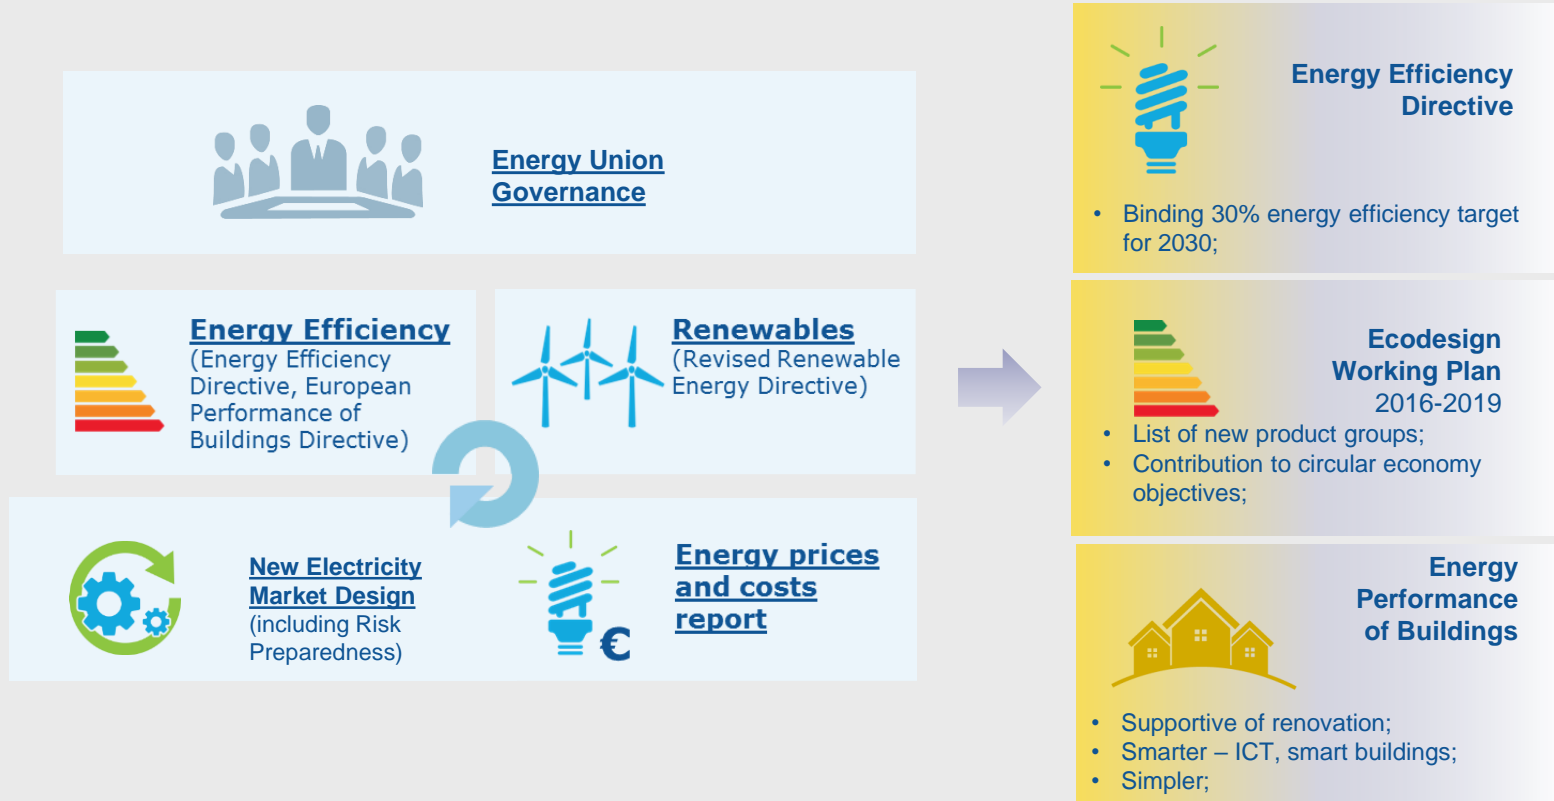 Energy Union
Governance
Energy Efficiency
(Energy Efficiency
Directive, European
Performance of
Buildings Directive)
Renewables
(Revised Renewable
Energy Directive)
New Electricity
Market Design
(including Risk
Preparedness)
€
Energy prices
and costs
report
Energy Efficiency
Directive
• Binding 30% energy efficiency target
for 2030;
Ecodesign
Working Plan
2016-2019
• List of new product groups;
• Contribution to circular economy
objectives;
Energy
Performance
of Buildings
• Supportive of renovation;
• Smarter – ICT, smart buildings;
• Simpler;